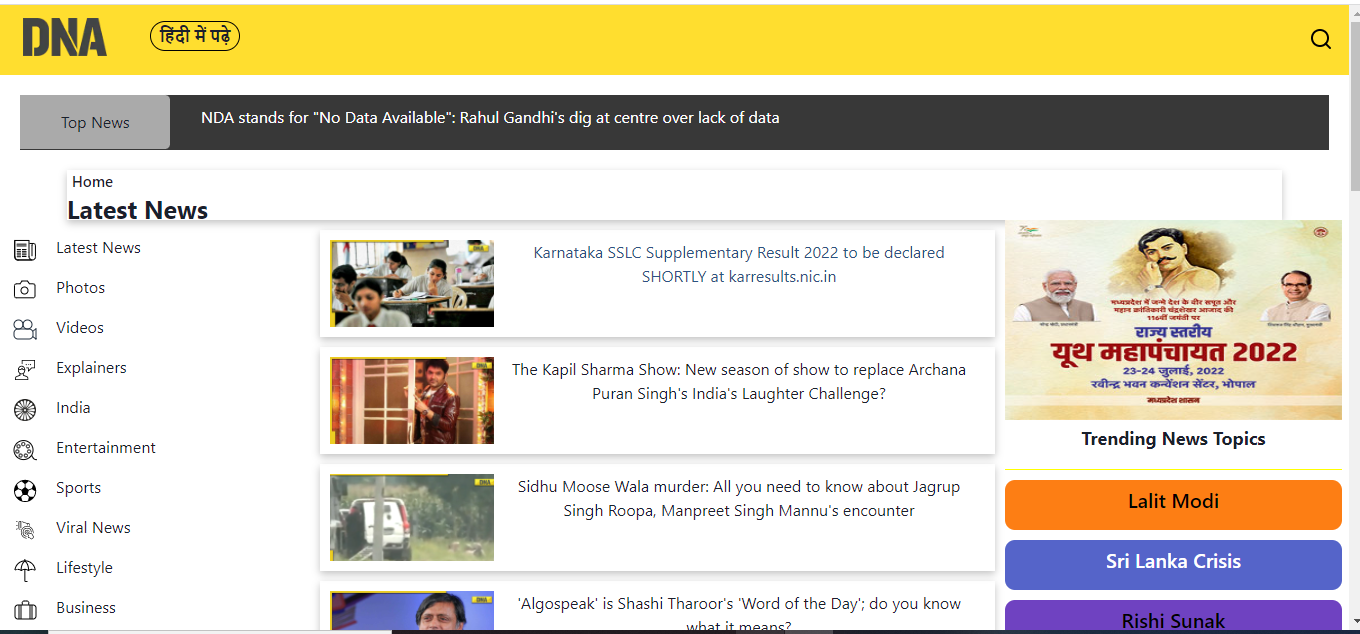 DNA
हिंदी में पढ़े
Top News
NDA stands for "No Data Available": Rahul Gandhi's dig at centre over lack of data
Home
Latest News
Latest News
Photos
Videos
Explainers
India
Entertainment
Sports
Viral News
Lifestyle
Business
DNA
Karnataka SSLC Supplementary Result 2022 to be declared
SHORTLY at karresults.nic.in
DNA
The Kapil Sharma Show: New season of show to replace Archana
Puran Singh's India's Laughter Challenge?
DNA
Sidhu Moose Wala murder: All you need to know about Jagrup
Singh Roopa, Manpreet Singh Mannu's encounter
DNA
'Algospeak' is Shashi Tharoor's 'Word of the Day'; do you know
what it means?
मध्यप्रदेश में जन्मे देश के वीर सपूत और
महान क्रांतिकारी चंद्रशेखर आजाद की
116वीं जयंती पर
राज्य स्तरीय
यूथ महापंचायत 2022
23-24 जुलाई, 2022
रवीन्द्र भवन कन्वेंशन सेंटर, भोपाल
मध्यप्रदेश शासन
Trending News Topics
Lalit Modi
Sri Lanka Crisis
Rishi Sunak